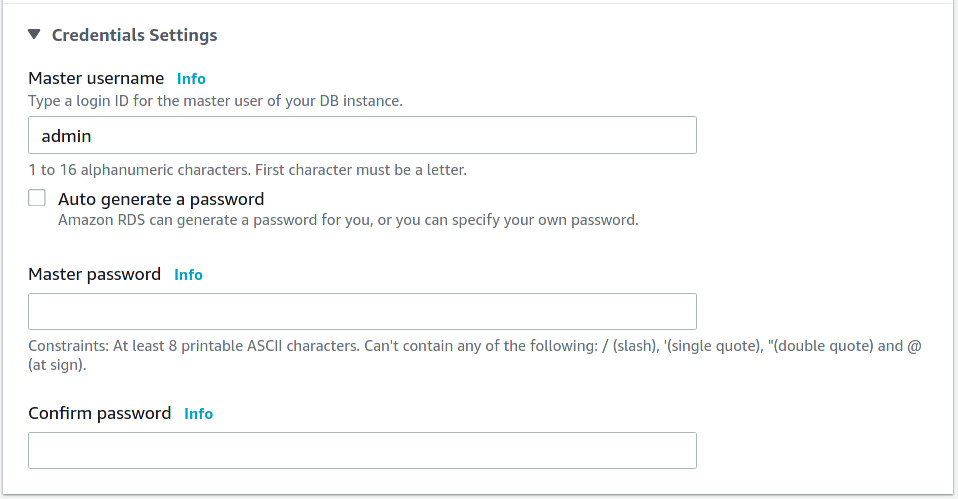 Credentials Settings
Master username Info
Type a login ID for the master user of your DB instance.
admin
1 to 16 alphanumeric characters. First character must be a letter.
Auto generate a password
Amazon RDS can generate a password for you, or you can specify your own password.
Master password Info
Constraints: At least 8 printable ASCII characters. Can't contain any of the following: / (slash), '(single quote), "(double quote) and @
(at sign).
Confirm password Info